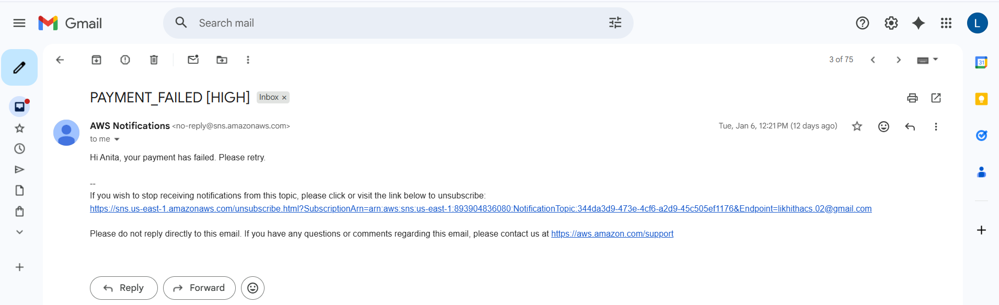 Gmail
Search mail
L
3 of 75
31
PAYMENT_FAILED [HIGH] Inbox ×
AWS Notifications <no-reply@sns.amazonaws.com>
Tue, Jan 6, 12:21 PM (12 days ago)
to me
Hi Anita, your payment has failed. Please retry.
--
If you wish to stop receiving notifications from this topic, please click or visit the link below to unsubscribe:
https://sns.us-east-1.amazonaws.com/unsubscribe.html?SubscriptionArn=arn:aws:sns:us-east-1:893904836080:NotificationTopic:344da3d9-473e-4cf6-a2d9-45c505ef1176&Endpoint=likhithacs.02@gmail.com
Please do not reply directly to this email. If you have any questions or comments regarding this email, please contact us at https://aws.amazon.com/support
Reply
Forward